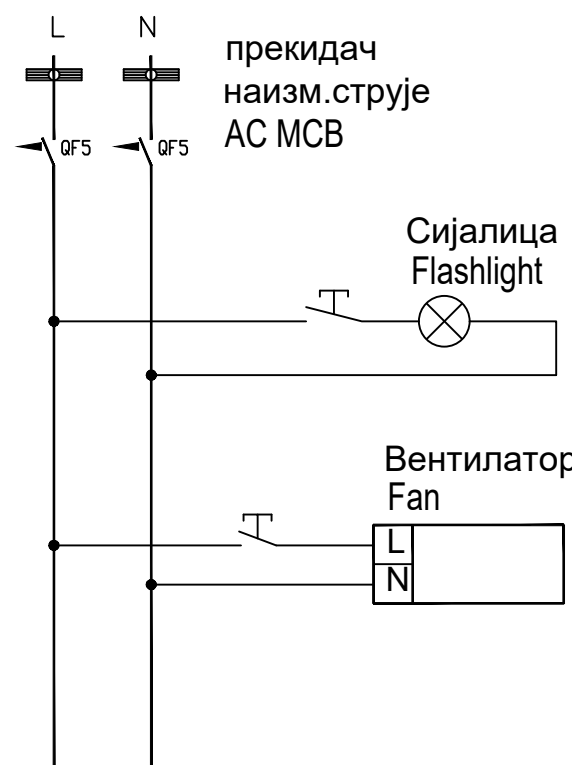 L N
прекидач
наизм.струје
AC MCB
QF5 QF5
Сијалица
Flashlight
Вентилатор
Fan
L
N